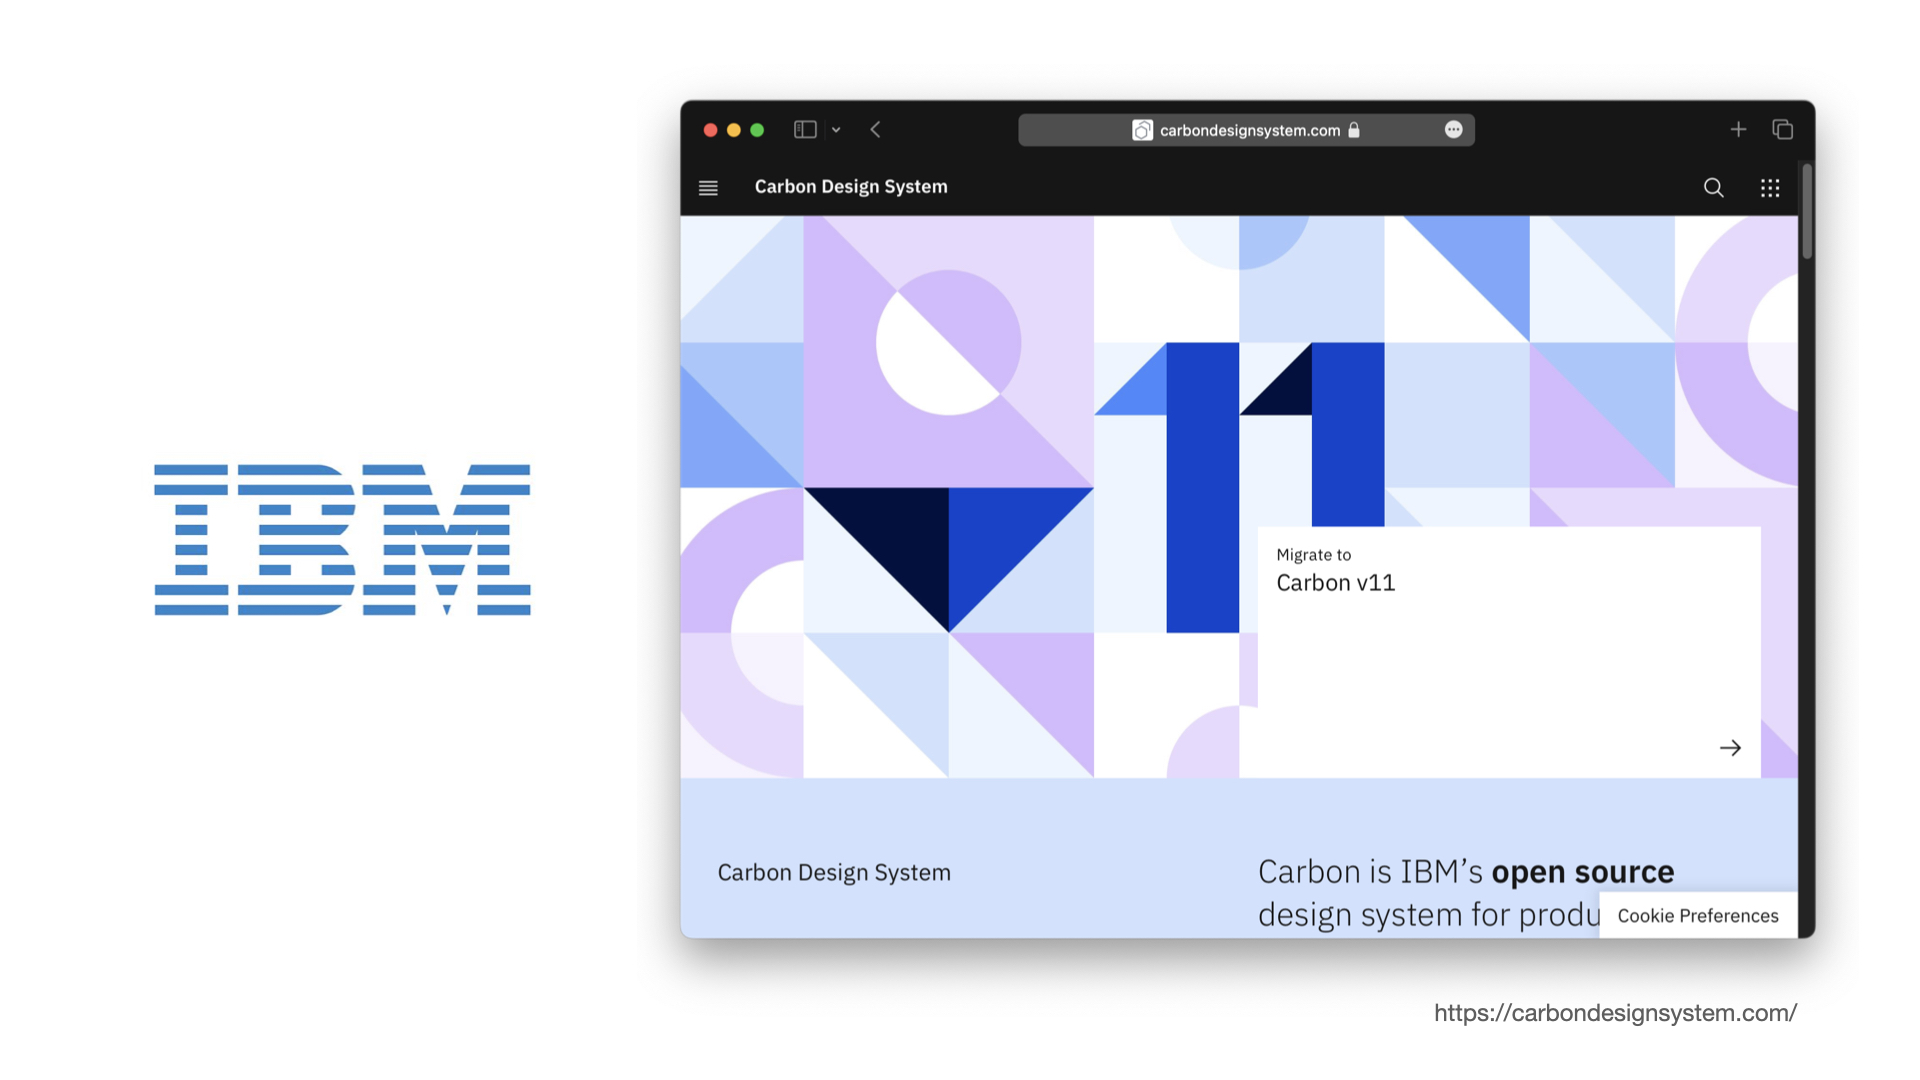 IBM
carbondesignsystem.com
Carbon Design System
11
Migrate to
Carbon v11
Carbon Design System
Carbon is IBM’s open source
design system for produ
Cookie Preferences
https://carbondesignsystem.com/